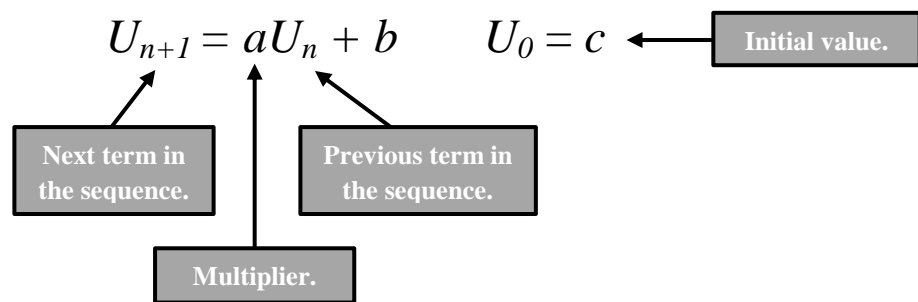 Uₙ₊₁ = aUₙ + b U₀ = c Initial value.
Next term in
the sequence.
Previous term in
the sequence.
Multiplier.